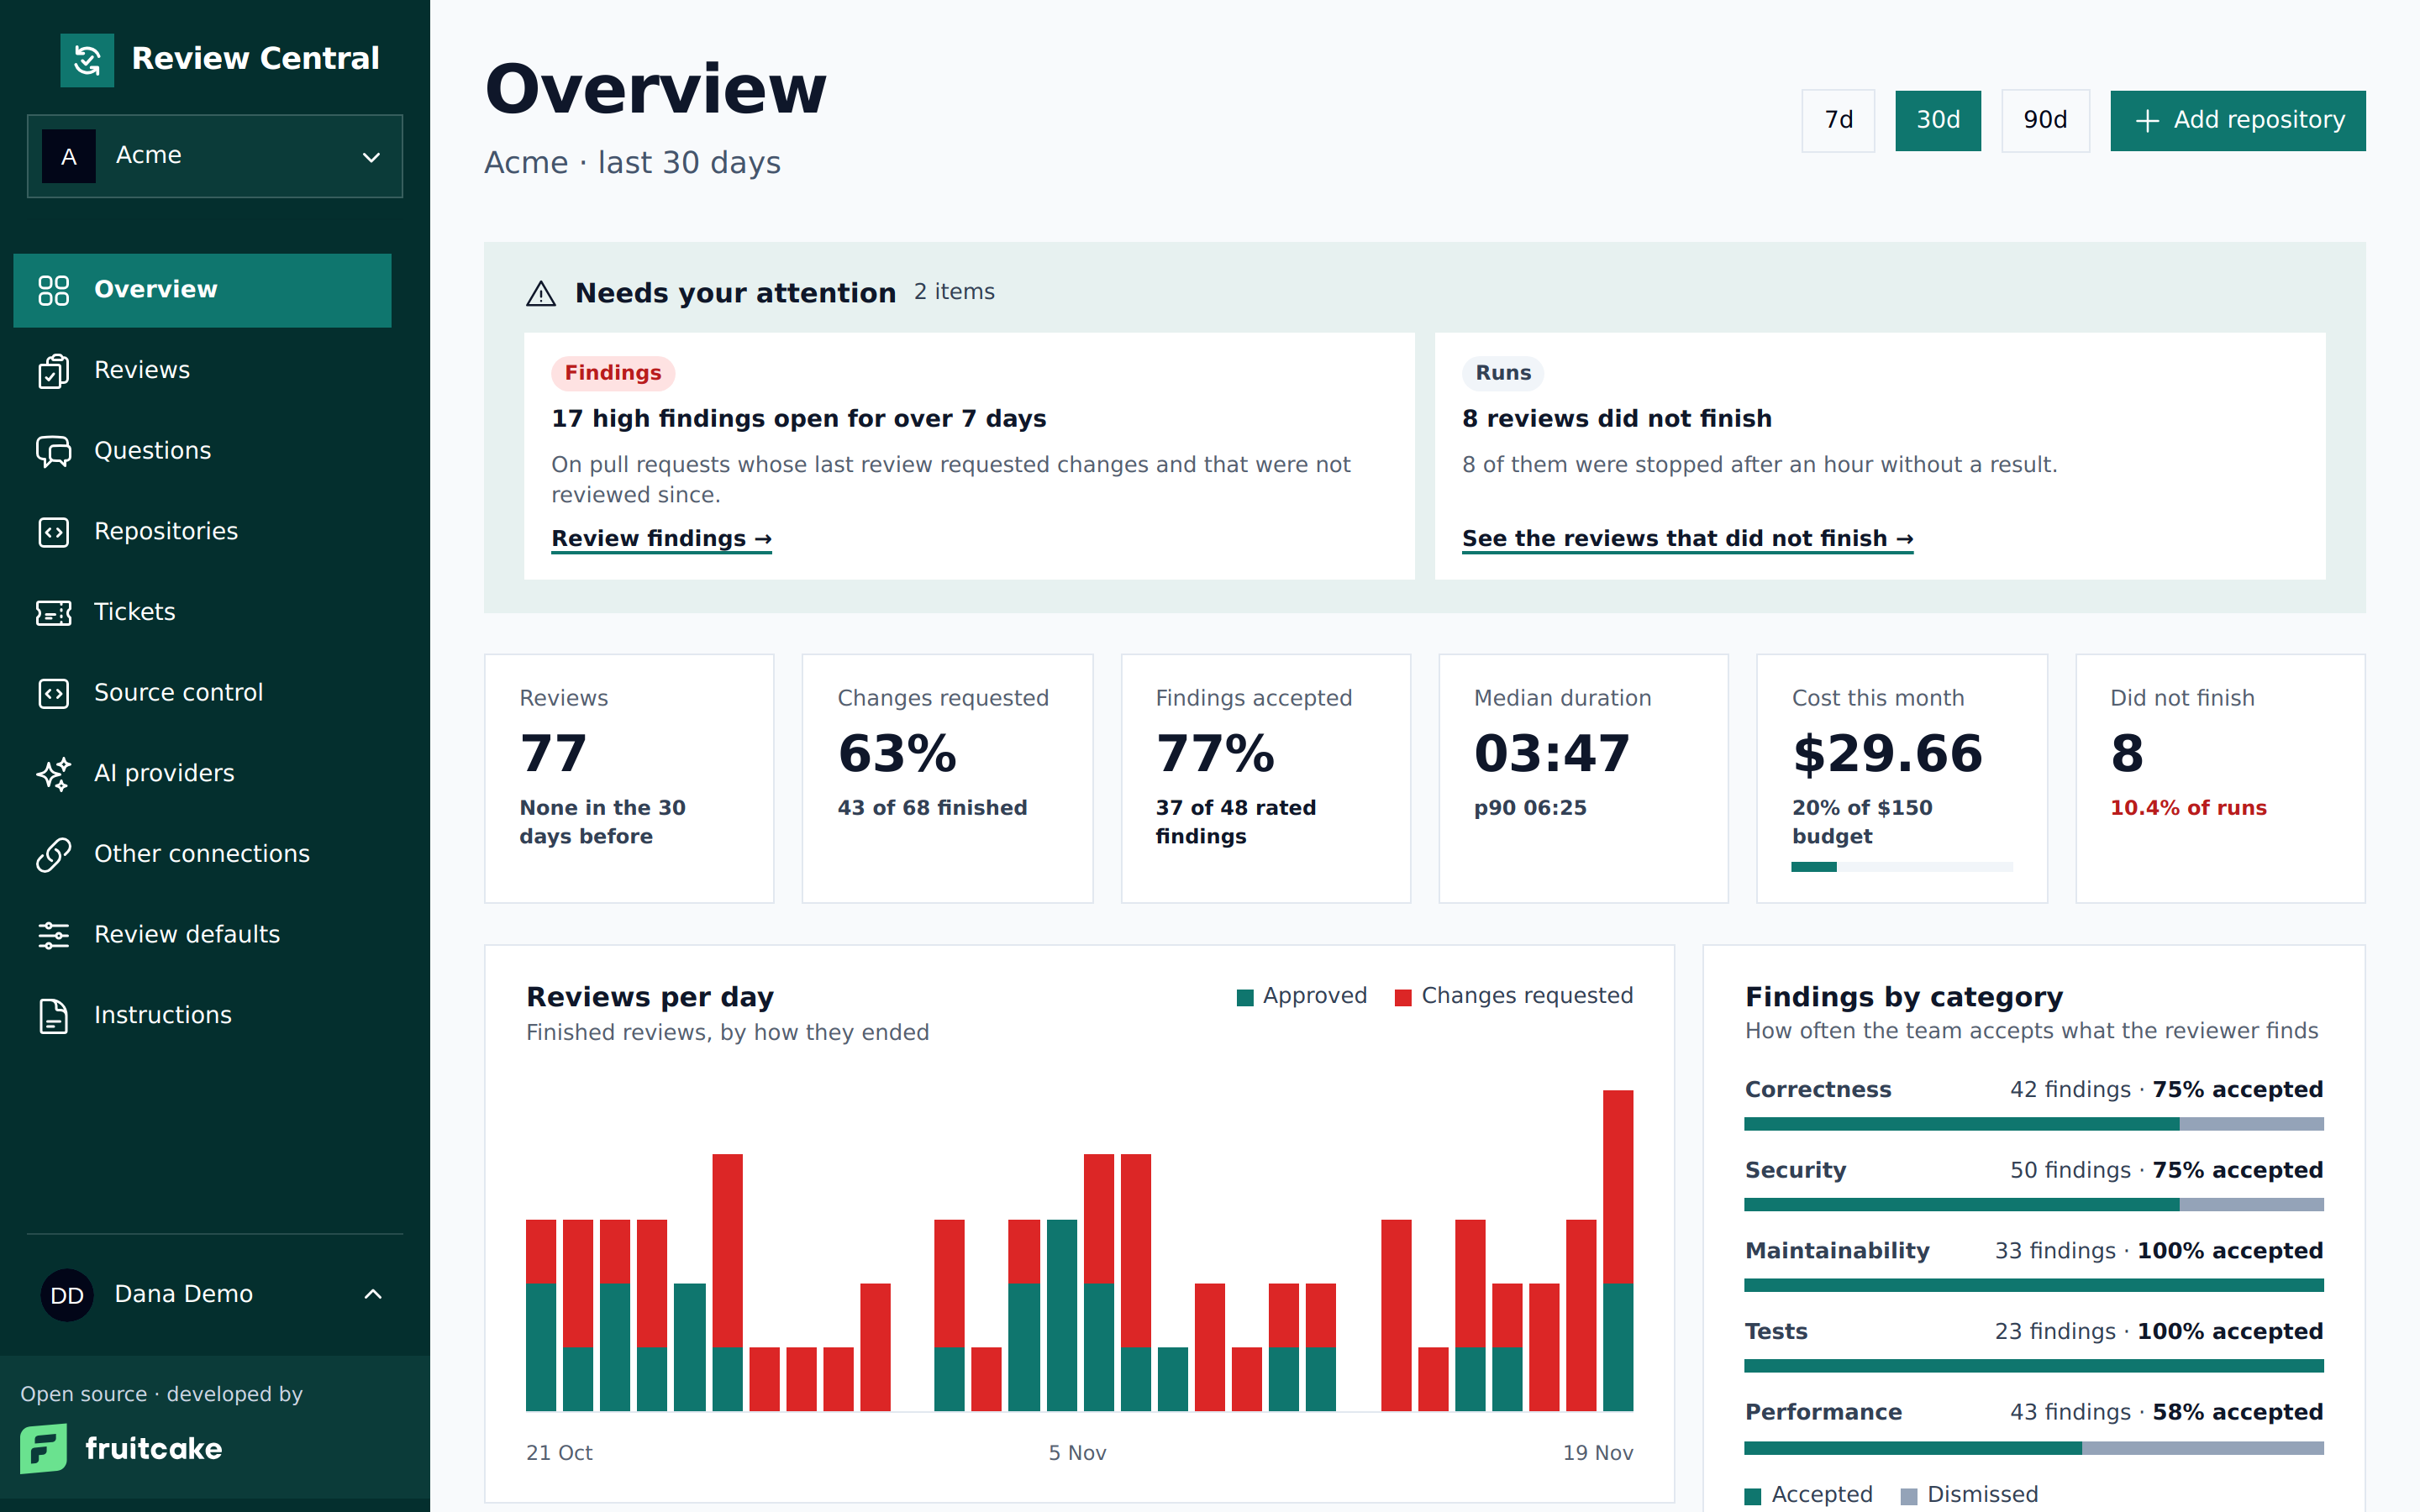 Review Central
A
Acme
Overview
Reviews
Questions
Repositories
Tickets
Source control
AI providers
Other connections
Review defaults
Instructions
DD
Dana Demo
Open source · developed by
fruitcake
Overview
Acme · last 30 days
7d
30d
90d
Add repository
Needs your attention 2 items
Findings
17 high findings open for over 7 days
On pull requests whose last review requested changes and that were not
reviewed since.
Review findings →
Runs
8 reviews did not finish
8 of them were stopped after an hour without a result.
See the reviews that did not finish →
Reviews
77
None in the 30
days before
Changes requested
63%
43 of 68 finished
Findings accepted
77%
37 of 48 rated
findings
Median duration
03:47
p90 06:25
Cost this month
$29.66
20% of $150
budget
Did not finish
8
10.4% of runs
Reviews per day
Approved
Changes requested
Finished reviews, by how they ended
21 Oct
5 Nov
19 Nov
Findings by category
How often the team accepts what the reviewer finds
Correctness 42 findings · 75% accepted
Security 50 findings · 75% accepted
Maintainability 33 findings · 100% accepted
Tests 23 findings · 100% accepted
Performance 43 findings · 58% accepted
Accepted
Dismissed